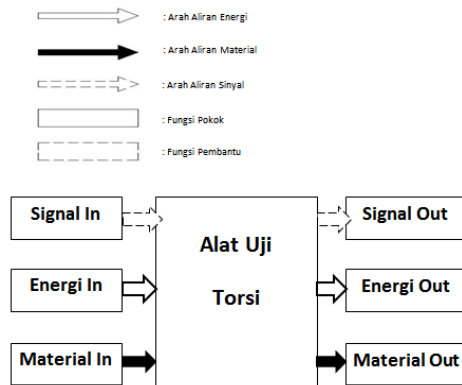 : Arah Aliran Energi
: Arah Aliran Material
: Arah Aliran Sinyal
: Fungsi Pokok
: Fungsi Pembantu
Signal In
Energi In
Material In
Alat Uji
Torsi
Signal Out
Energi Out
Material Out